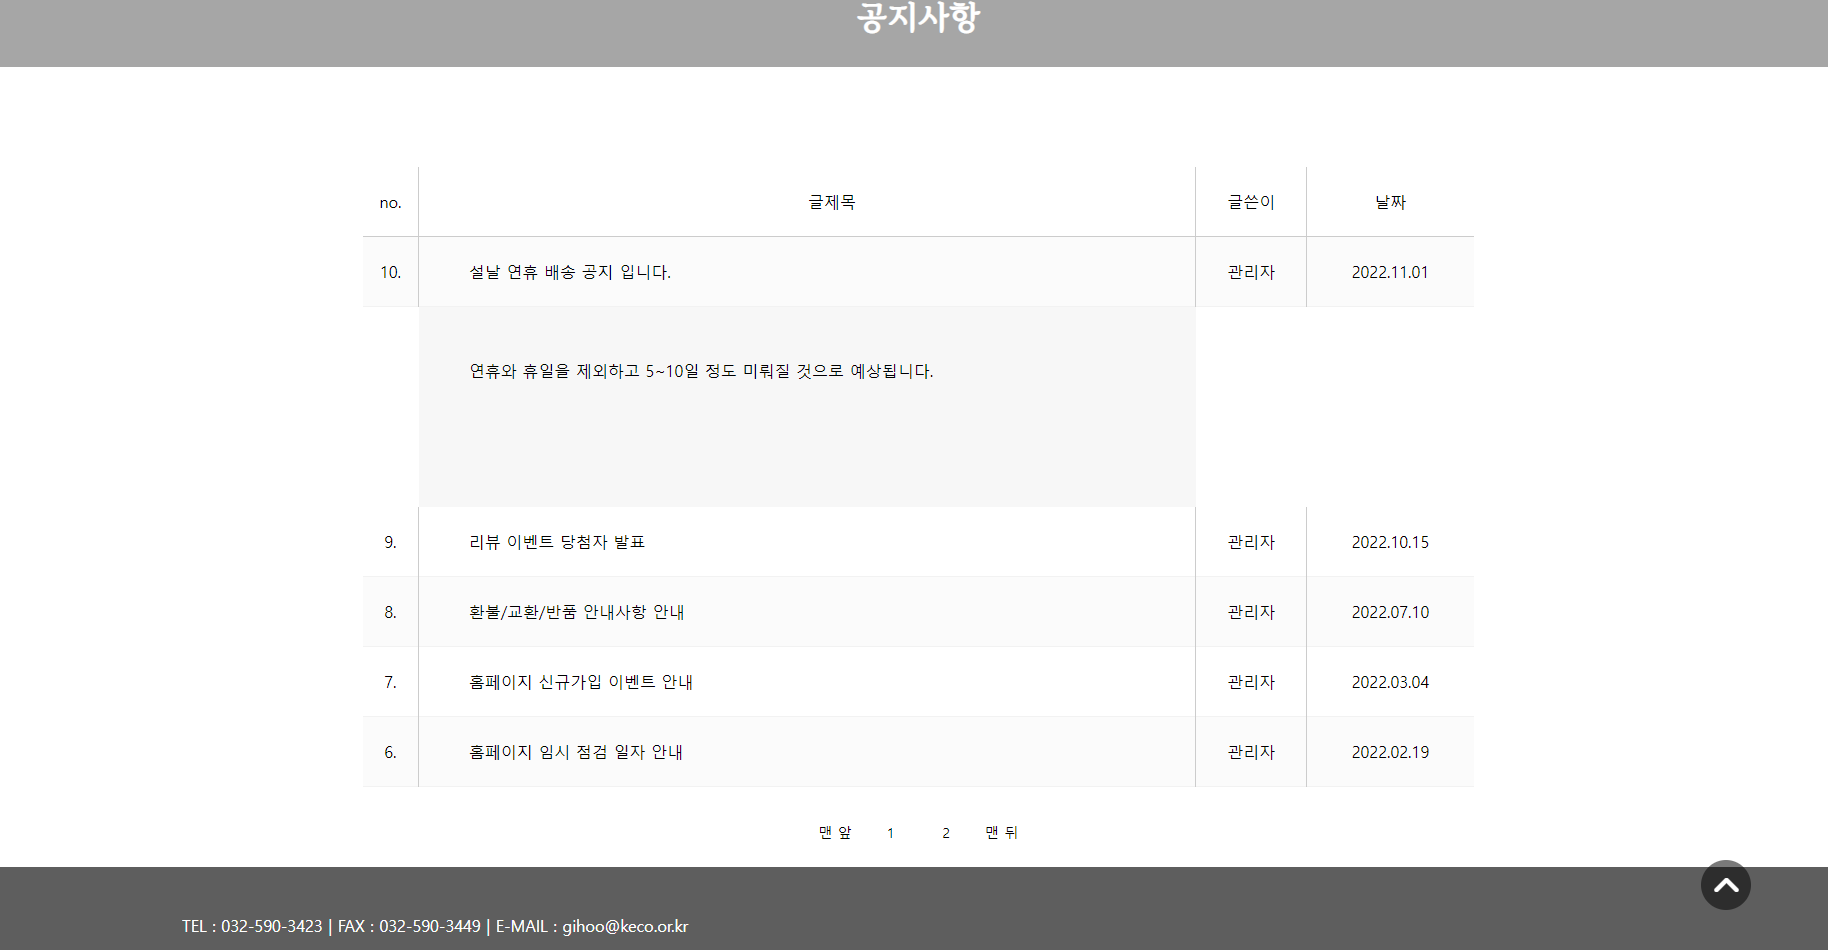 공지사항
no. 글제목 글쓴이 날짜
10. 설날 연휴 배송 공지 입니다. 관리자 2022.11.01
연휴와 휴일을 제외하고 5~10일 정도 미뤄질 것으로 예상됩니다.
9. 리뷰 이벤트 당첨자 발표 관리자 2022.10.15
8. 환불/교환/반품 안내사항 안내 관리자 2022.07.10
7. 홈페이지 신규가입 이벤트 안내 관리자 2022.03.04
6. 홈페이지 임시 점검 일자 안내 관리자 2022.02.19
맨 앞 1 2 맨 뒤
TEL : 032-590-3423 | FAX : 032-590-3449 | E-MAIL : gihoo@keco.or.kr